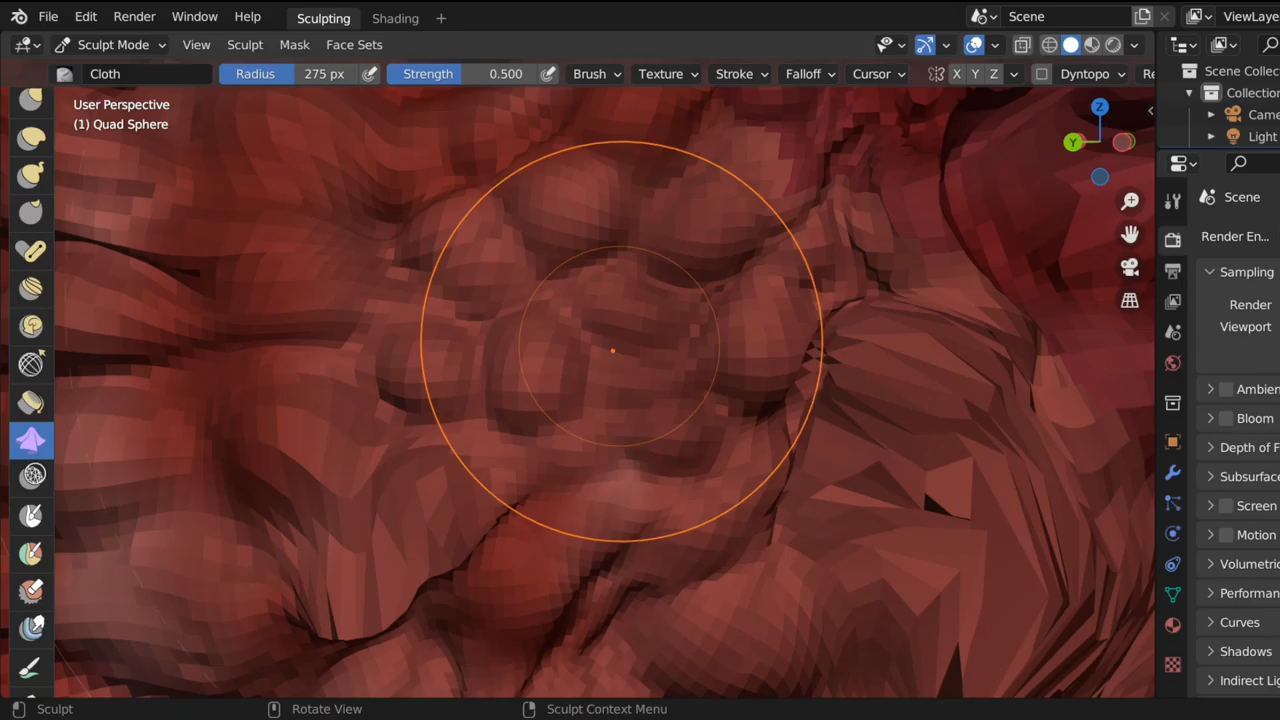 File Edit Render Window Help Sculpting Shading + Scene ViewLaye
Sculpt Mode View Sculpt Mask Face Sets
Cloth Radius 275 px Strength 0.500 Brush Texture Stroke Falloff Cursor X Y Z Dyntopo Re
User Perspective
(1) Quad Sphere
Z
Y
Scene Collec
Collection
Came
Light
Scene
Render En...
Sampling
Render
Viewport
Ambien
Bloom
Depth of F
Subsurface
Screen
Motion
Volumetric
Performan
Curves
Shadows
Indirect Lig
Sculpt Rotate View Sculpt Context Menu